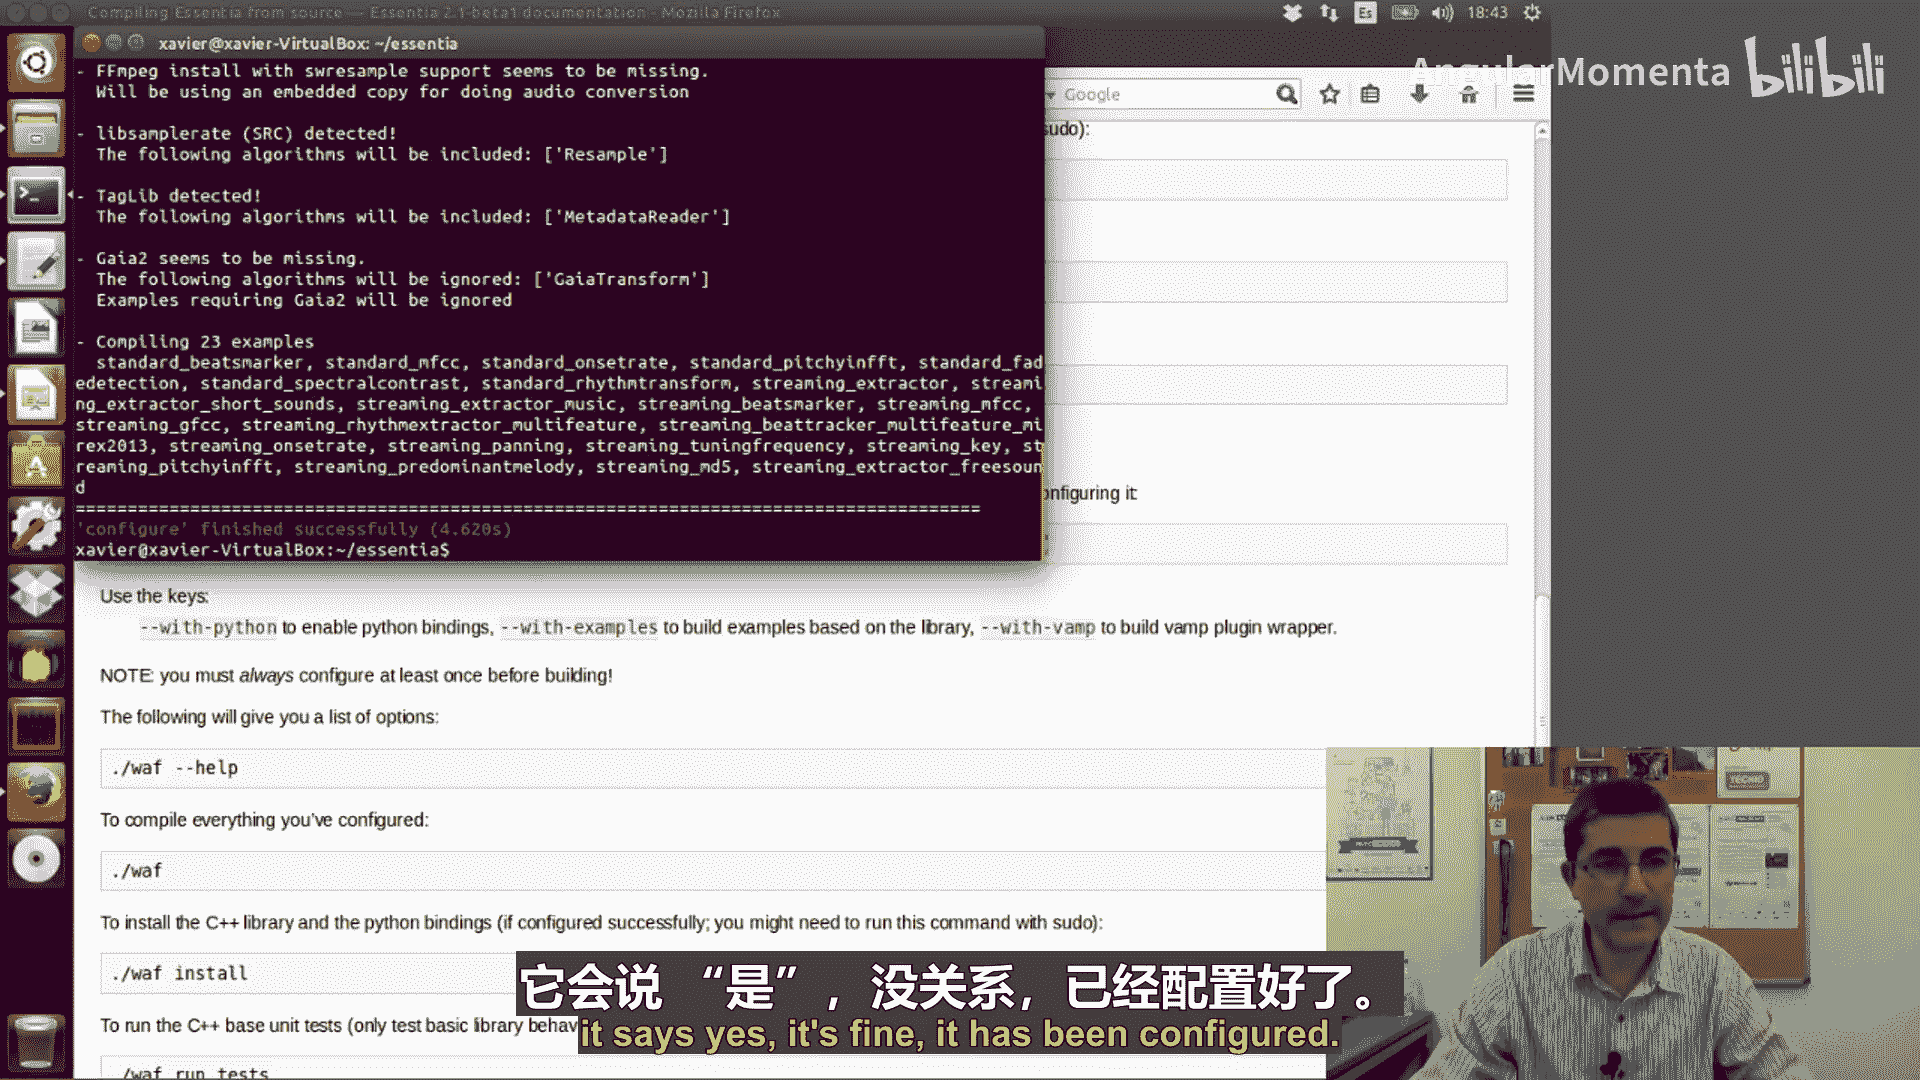 Compiling Essentia from source — Essentia 2.1-beta1 documentation - Mozilla Firefox
Es
18:43
xavier@xavier-VirtualBox: ~/essentia
AngularMomenta bilibili
- FFmpeg install with swresample support seems to be missing.
Will be using an embedded copy for doing audio conversion
Google
sudo):
- libsamplerate (SRC) detected!
The following algorithms will be included: ['Resample']
- TagLib detected!
The following algorithms will be included: ['MetadataReader']
- Gaia2 seems to be missing.
The following algorithms will be ignored: ['GaiaTransform']
Examples requiring Gaia2 will be ignored
- Compiling 23 examples
standard_beatsmarker, standard_mfcc, standard_onsetrate, standard_pitchyinfft, standard_fad
edetection, standard_spectralcontrast, standard_rhythmtransform, streaming_extractor, streami
ng_extractor_short_sounds, streaming_extractor_music, streaming_beatsmarker, streaming_mfcc,
streaming_gfcc, streaming_rhythmextractor_multifeature, streaming_beattracker_multifeature_mi
rex2013, streaming_onsetrate, streaming_panning, streaming_tuningfrequency, streaming_key, st
reaming_pitchyinfft, streaming_predominantmelody, streaming_md5, streaming_extractor_freesoun
d
=======================================================================================
'configure' finished successfully (4.620s)
xavier@xavier-VirtualBox:~/essentia$
onfiguring it:
Use the keys:
--with-python to enable python bindings, --with-examples to build examples based on the library, --with-vamp to build vamp plugin wrapper.
NOTE: you must always configure at least once before building!
The following will give you a list of options:
./waf --help
To compile everything you've configured:
./waf
To install the C++ library and the python bindings (if configured successfully; you might need to run this command with sudo):
./waf install
To run the C++ base unit tests (only test basic library behav
./waf run_tests
TECNIO
它会说 “是”，没关系，已经配置好了。
it says yes, it's fine, it has been configured.